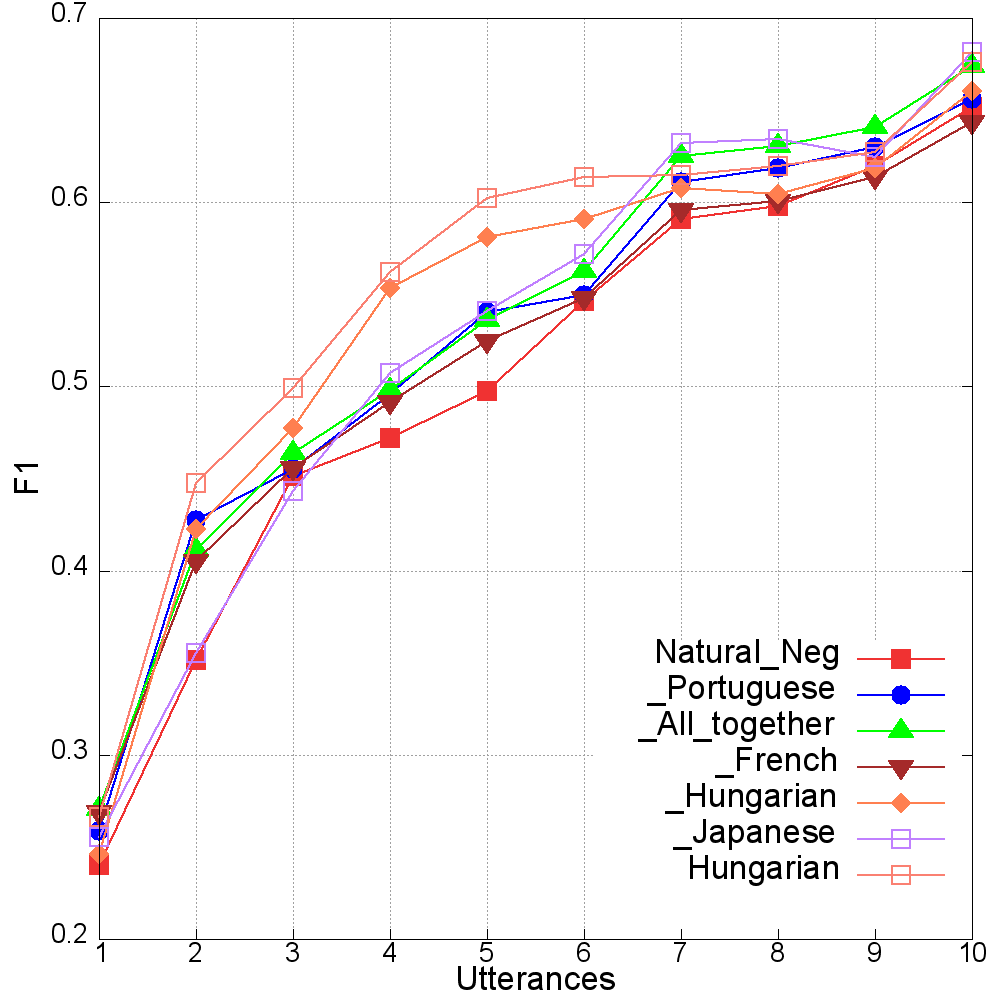 0.7
0.6
0.5
0.4
0.3
0.2
F1
Natural_Neg
_Portuguese
_All_together
_French
_Hungarian
_Japanese
Hungarian
1 2 3 4 5 6 7 8 9 10
Utterances